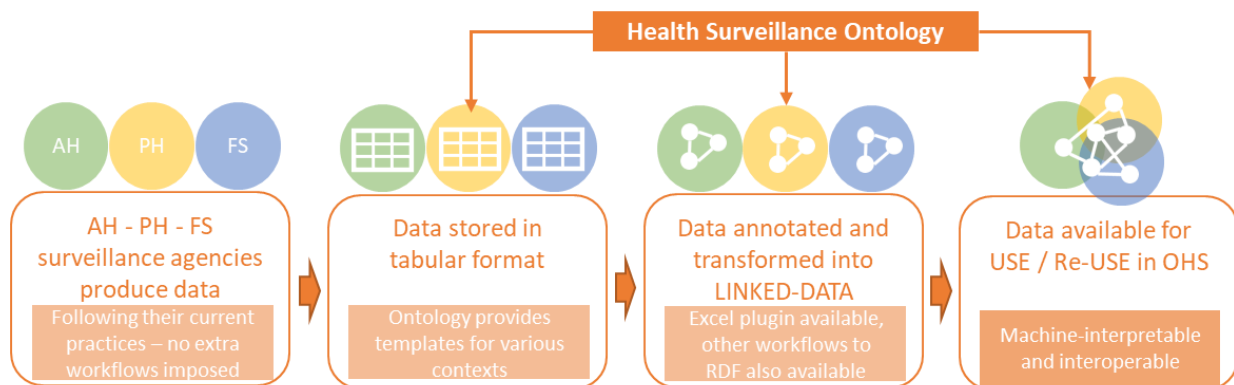 Health Surveillance Ontology
AH
PH
FS
AH - PH - FS
surveillance agencies
produce data
Following their current
practices – no extra
workflows imposed
Data stored in
tabular format
Ontology provides
templates for various
contexts
Data annotated and
transformed into
LINKED-DATA
Excel plugin available,
other workflows to
RDF also available
Data available for
USE / Re-USE in OHS
Machine-interpretable
and interoperable